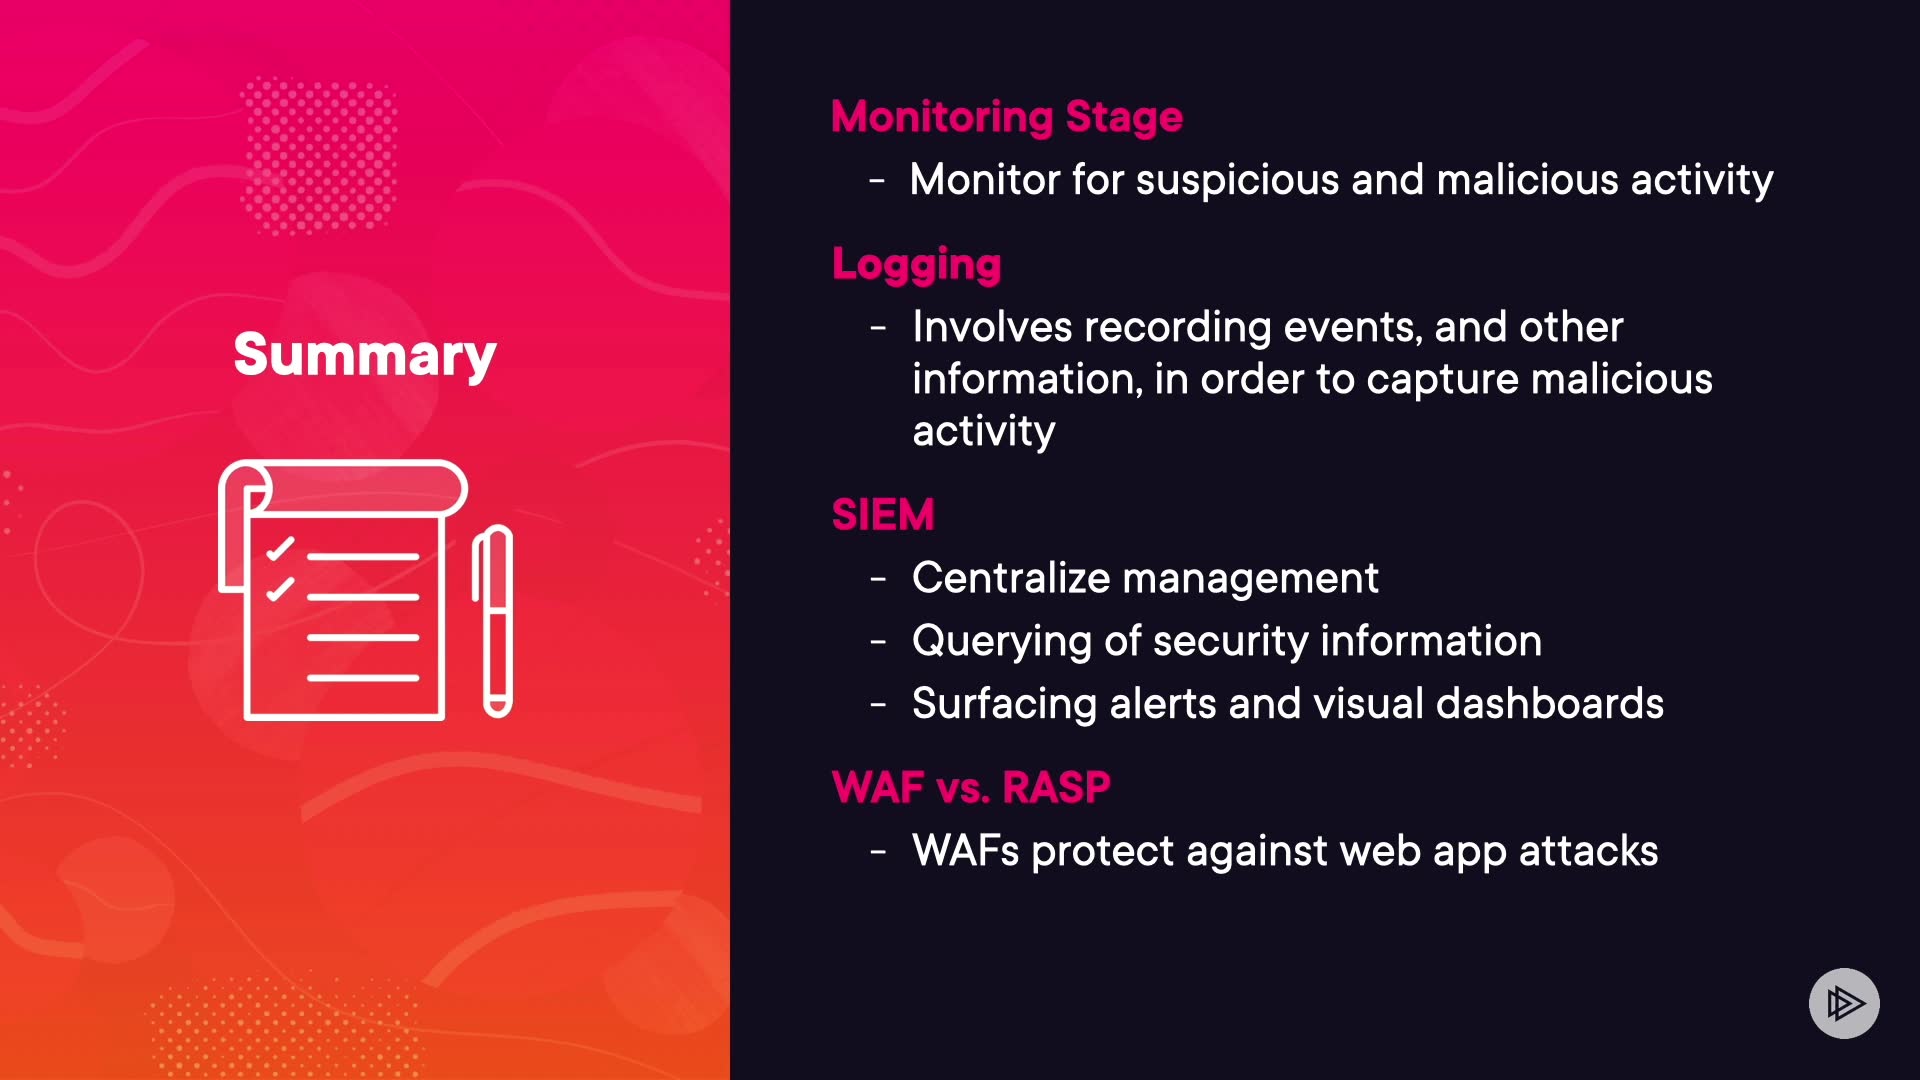 Summary
Monitoring Stage
- Monitor for suspicious and malicious activity
Logging
- Involves recording events, and other
information, in order to capture malicious
activity
SIEM
- Centralize management
- Querying of security information
- Surfacing alerts and visual dashboards
WAF vs. RASP
- WAFs protect against web app attacks